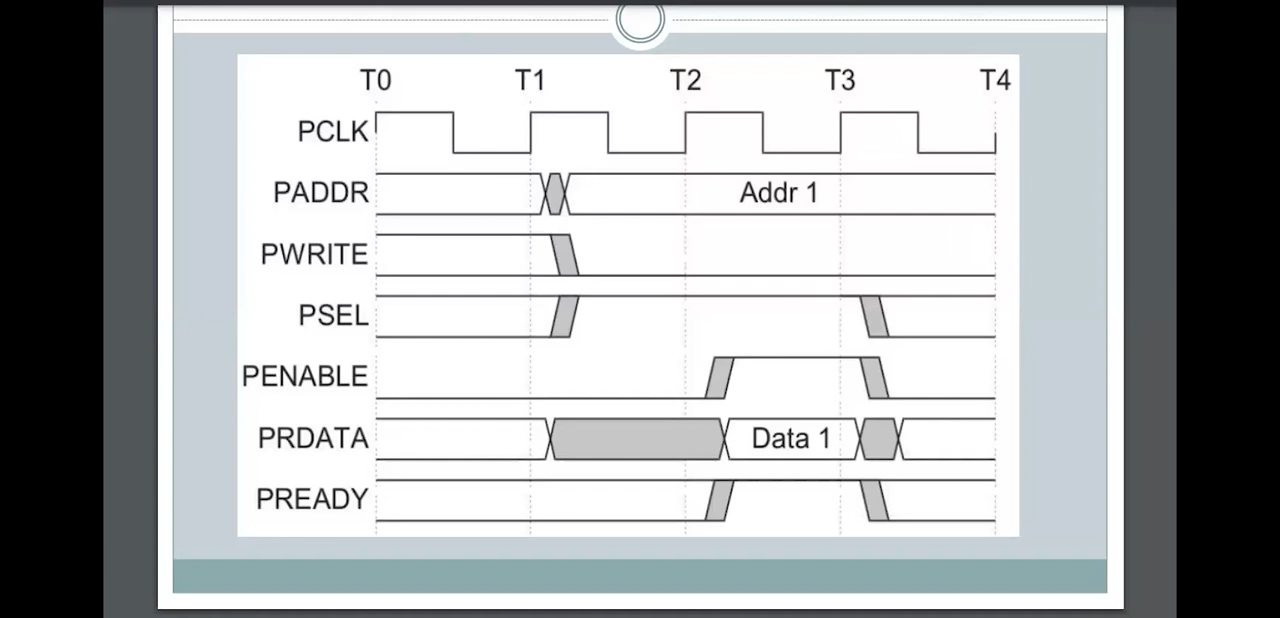 T0 T1 T2 T3 T4
PCLK
PADDR Addr 1
PWRITE
PSEL
PENABLE
PRDATA Data 1
PREADY